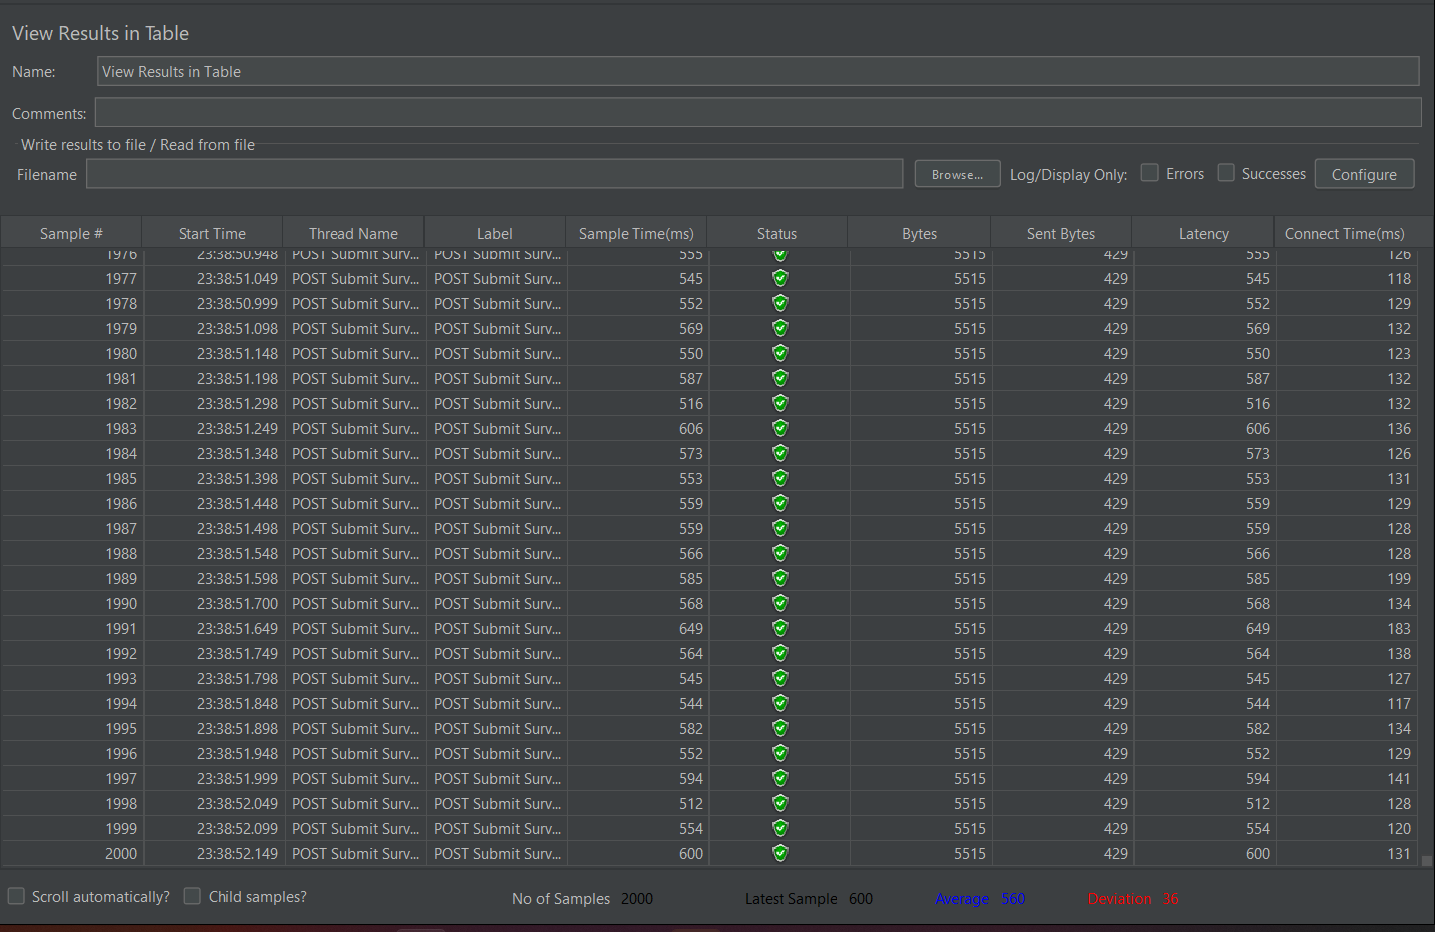 View Results in Table
Name: View Results in Table
Comments:
Write results to file / Read from file
Filename Browse... Log/Display Only: Errors Successes Configure
Sample # Start Time Thread Name Label Sample Time(ms) Status Bytes Sent Bytes Latency Connect Time(ms)
1976 23:38:50.948 POST Submit Surv... POST Submit Surv... 555 5515 429 555 126
1977 23:38:51.049 POST Submit Surv... POST Submit Surv... 545 5515 429 545 118
1978 23:38:50.999 POST Submit Surv... POST Submit Surv... 552 5515 429 552 129
1979 23:38:51.098 POST Submit Surv... POST Submit Surv... 569 5515 429 569 132
1980 23:38:51.148 POST Submit Surv... POST Submit Surv... 550 5515 429 550 123
1981 23:38:51.198 POST Submit Surv... POST Submit Surv... 587 5515 429 587 132
1982 23:38:51.298 POST Submit Surv... POST Submit Surv... 516 5515 429 516 132
1983 23:38:51.249 POST Submit Surv... POST Submit Surv... 606 5515 429 606 136
1984 23:38:51.348 POST Submit Surv... POST Submit Surv... 573 5515 429 573 126
1985 23:38:51.398 POST Submit Surv... POST Submit Surv... 553 5515 429 553 131
1986 23:38:51.448 POST Submit Surv... POST Submit Surv... 559 5515 429 559 129
1987 23:38:51.498 POST Submit Surv... POST Submit Surv... 559 5515 429 559 128
1988 23:38:51.548 POST Submit Surv... POST Submit Surv... 566 5515 429 566 128
1989 23:38:51.598 POST Submit Surv... POST Submit Surv... 585 5515 429 585 199
1990 23:38:51.700 POST Submit Surv... POST Submit Surv... 568 5515 429 568 134
1991 23:38:51.649 POST Submit Surv... POST Submit Surv... 649 5515 429 649 183
1992 23:38:51.749 POST Submit Surv... POST Submit Surv... 564 5515 429 564 138
1993 23:38:51.798 POST Submit Surv... POST Submit Surv... 545 5515 429 545 127
1994 23:38:51.848 POST Submit Surv... POST Submit Surv... 544 5515 429 544 117
1995 23:38:51.898 POST Submit Surv... POST Submit Surv... 582 5515 429 582 134
1996 23:38:51.948 POST Submit Surv... POST Submit Surv... 552 5515 429 552 129
1997 23:38:51.999 POST Submit Surv... POST Submit Surv... 594 5515 429 594 141
1998 23:38:52.049 POST Submit Surv... POST Submit Surv... 512 5515 429 512 128
1999 23:38:52.099 POST Submit Surv... POST Submit Surv... 554 5515 429 554 120
2000 23:38:52.149 POST Submit Surv... POST Submit Surv... 600 5515 429 600 131
Scroll automatically? Child samples? No of Samples 2000 Latest Sample 600 Average 560 Deviation 36